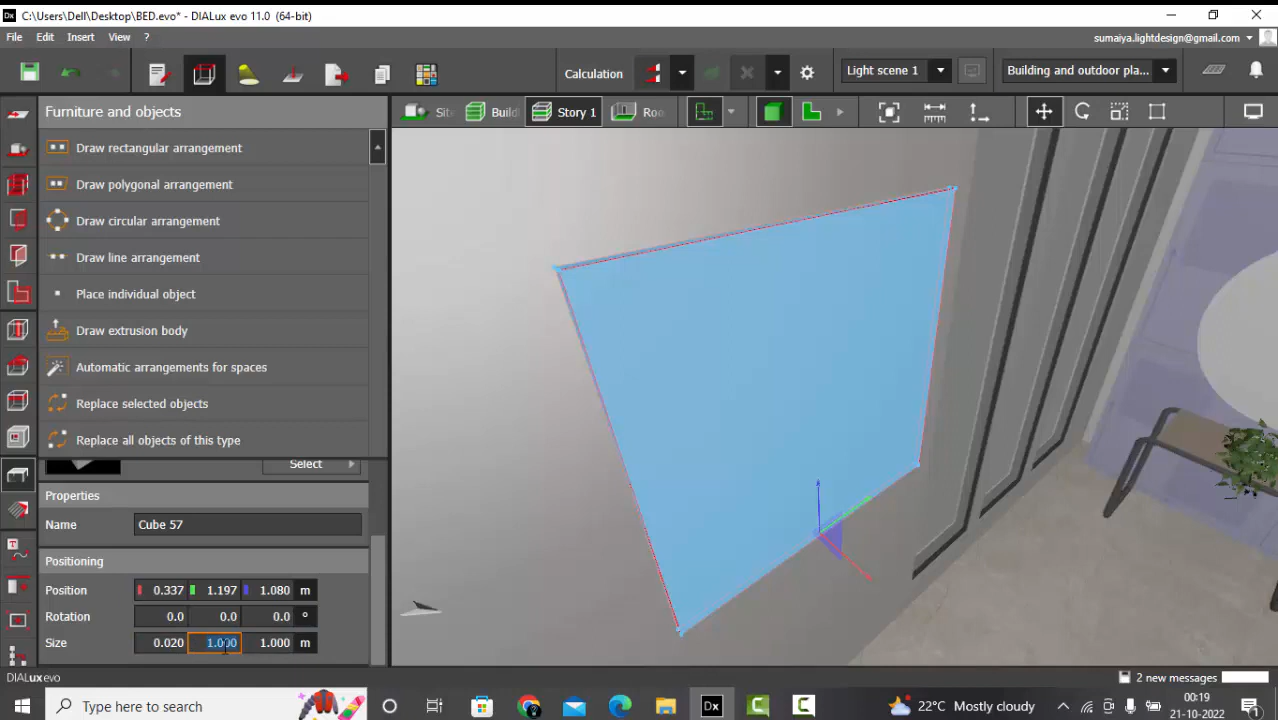 C:\Users\Dell\Desktop\BED.evo* - DIALux evo 11.0 (64-bit)
File Edit Insert View ?
sumaiya.lightdesign@gmail.com
Calculation
Light scene 1
Building and outdoor pla...
Furniture and objects
Sit
Build
Story 1
Roo
Draw rectangular arrangement
Draw polygonal arrangement
Draw circular arrangement
Draw line arrangement
Place individual object
Draw extrusion body
Automatic arrangements for spaces
Replace selected objects
Replace all objects of this type
Select
Properties
Name Cube 57
Positioning
Position 0.337 1.197 1.080 m
Rotation 0.0 0.0 0.0 °
Size 0.020 1.000 1.000 m
DIALux evo
2 new messages
Type here to search
22°C Mostly cloudy
00:19
21-10-2022